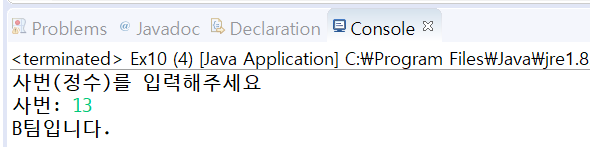 Problems @ Javadoc Declaration Console
<terminated> Ex10 (4) [Java Application] C:₩Program Files₩Java₩jre1.8
사번(정수)를 입력해주세요
사번: 13
B팀입니다.